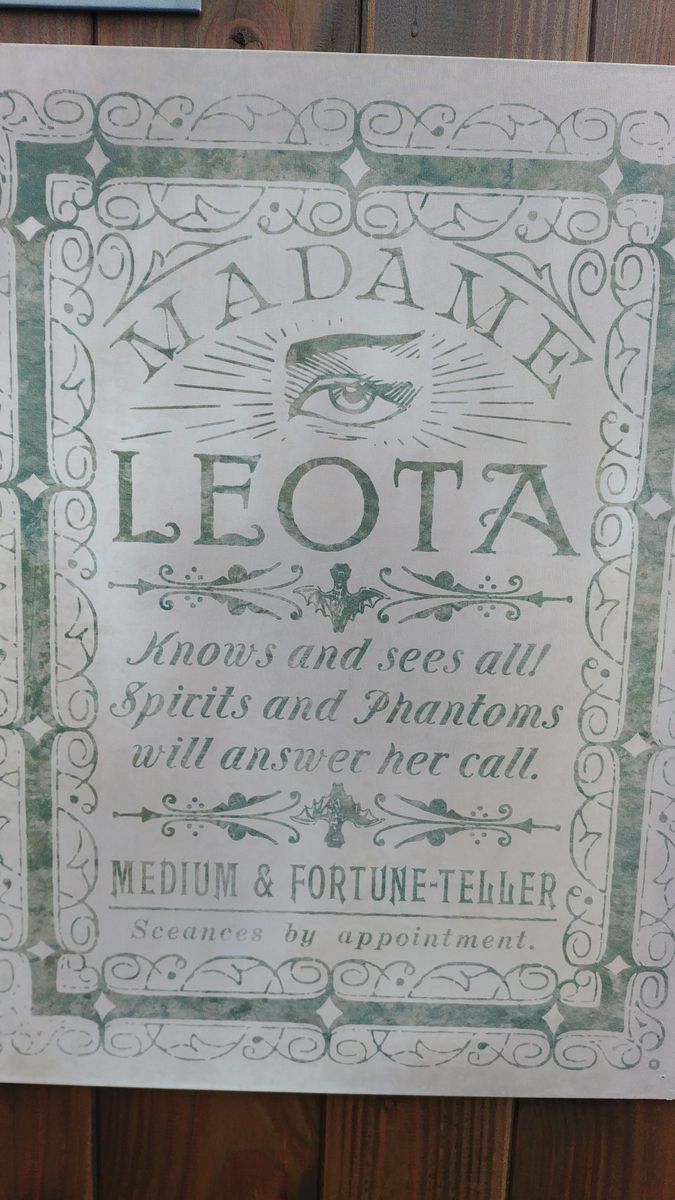 MADAME
LEOTA
Knows and sees all!
Spirits and Phantoms
will answer her call.
MEDIUM & FORTUNE-TELLER
Sceances by appointment.